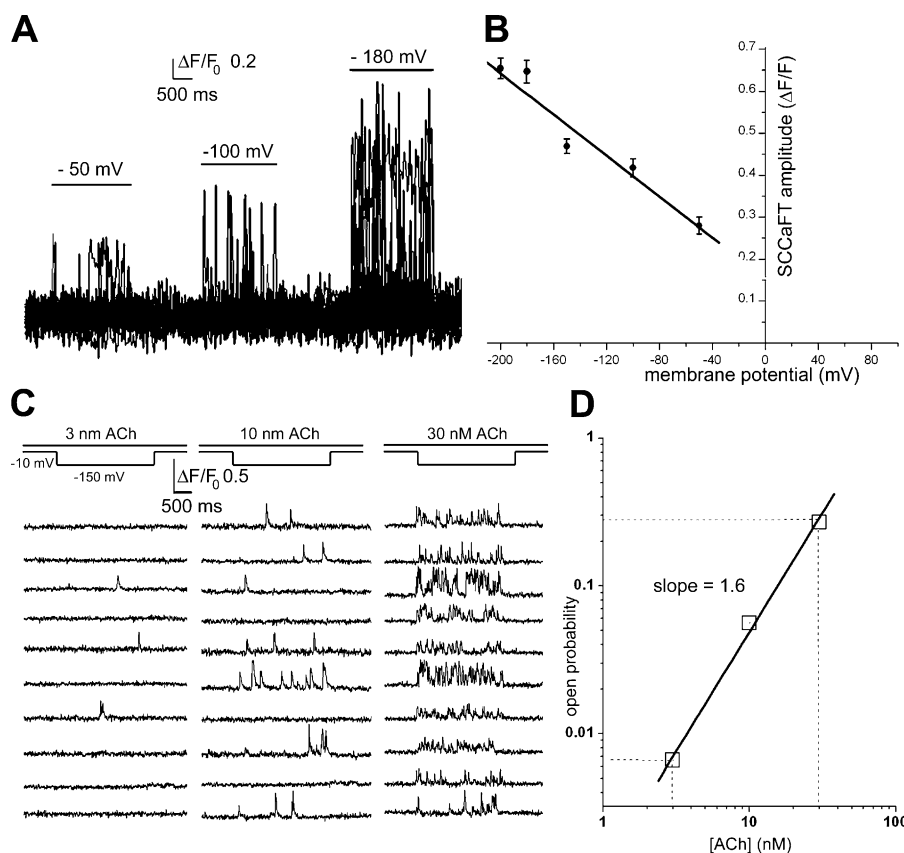 A
ΔF/F0 0.2
500 ms
- 50 mV
-100 mV
- 180 mV
B
0.7
0.6
0.5
0.4
0.3
0.2
0.1
SCCaFT amplitude (ΔF/F)
-200 -160 -120 -80 -40 0 40 80
membrane potential (mV)
C
3 nm ACh
10 nm ACh
30 nM ACh
-10 mV
-150 mV
ΔF/F0 0.5
500 ms
D
1
0.1
0.01
open probability
slope = 1.6
1 10 100
[ACh] (nM)